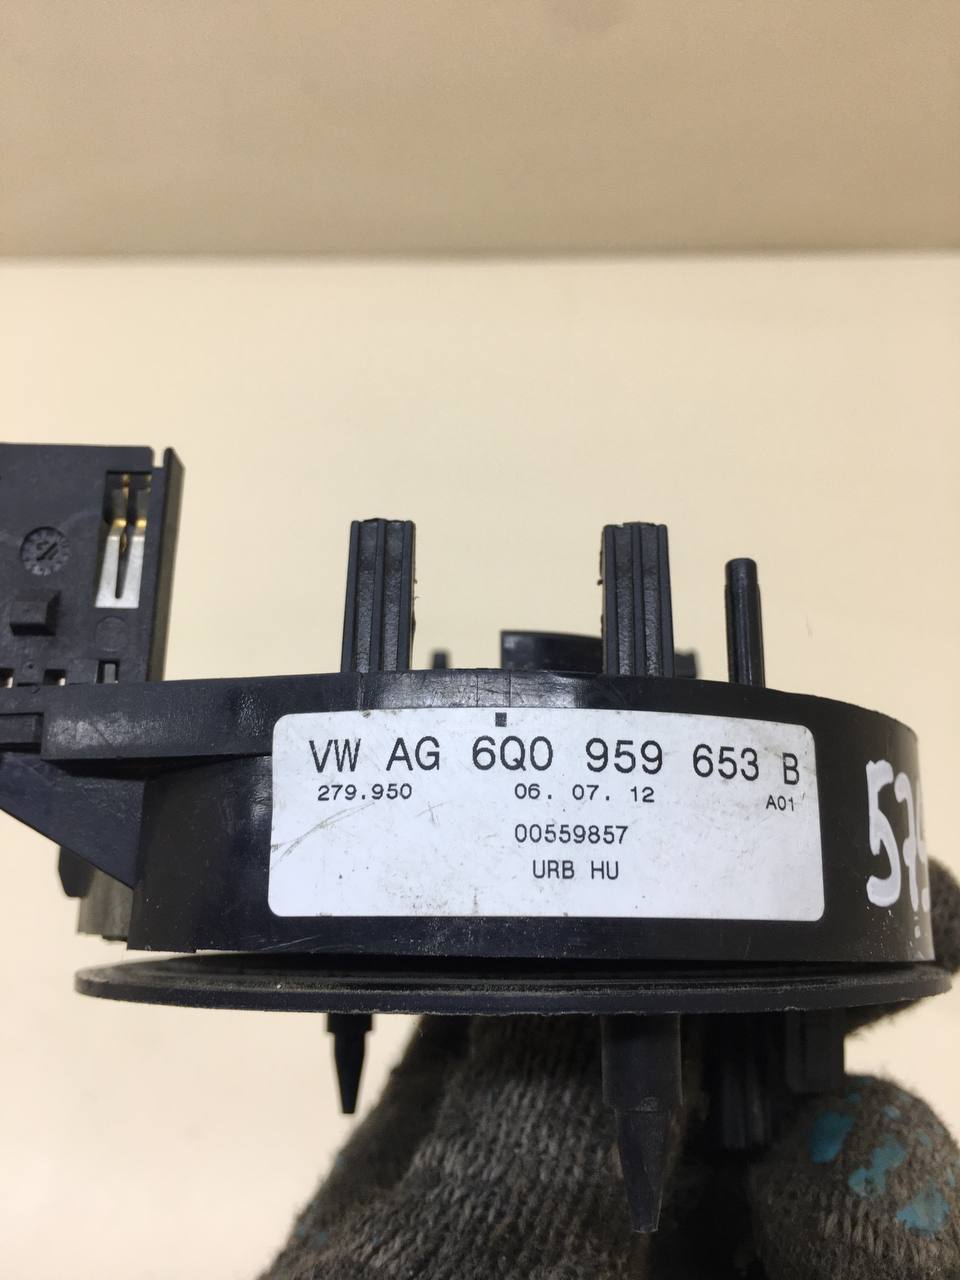 VW AG 6Q0 959 653 B
279.950 06. 07. 12 A01
00559857
URB HU